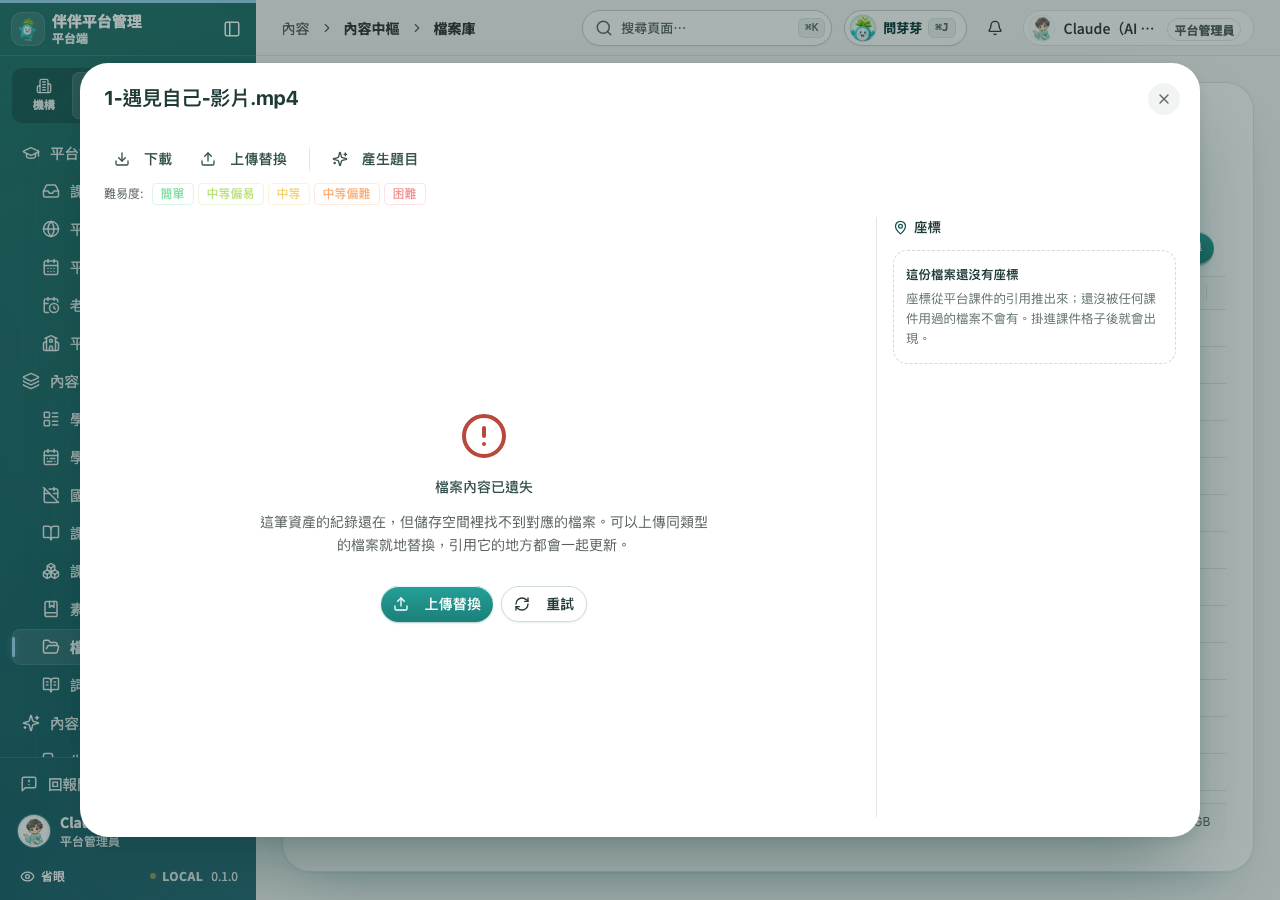 伴伴平台管理
平台端
內容
內容中樞
檔案庫
搜尋頁面⋯
⌘K
問芽芽
⌘J
Claude（AI ⋯
平台管理員
機構
1-遇見自己-影片.mp4
下載
上傳替換
產生題目
難易度:
簡單
中等偏易
中等
中等偏難
困難
座標
這份檔案還沒有座標
座標從平台課件的引用推出來；還沒被任何課
件用過的檔案不會有。掛進課件格子後就會出
現。
檔案內容已遺失
這筆資產的紀錄還在，但儲存空間裡找不到對應的檔案。可以上傳同類型
的檔案就地替換，引用它的地方都會一起更新。
上傳替換
重試
平台
平
平
老
平
內容
學
學
國
內容
回報
平台管理員
省眼
LOCAL
0.1.0
GB